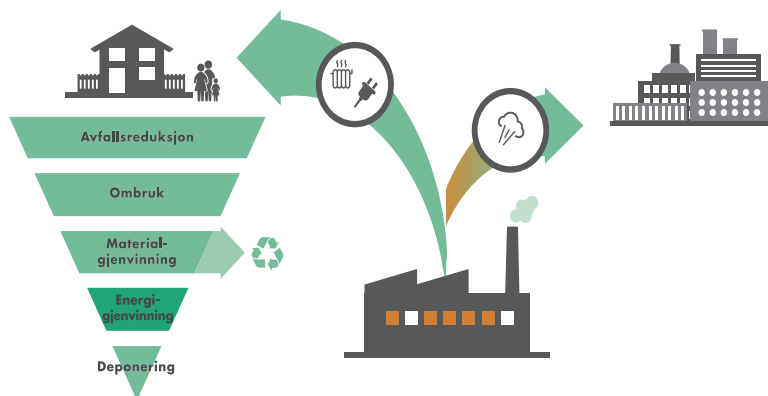 Avfallsreduksjon
Ombruk
Material-
gjenvinning
Energi-
gjenvinning
Deponering